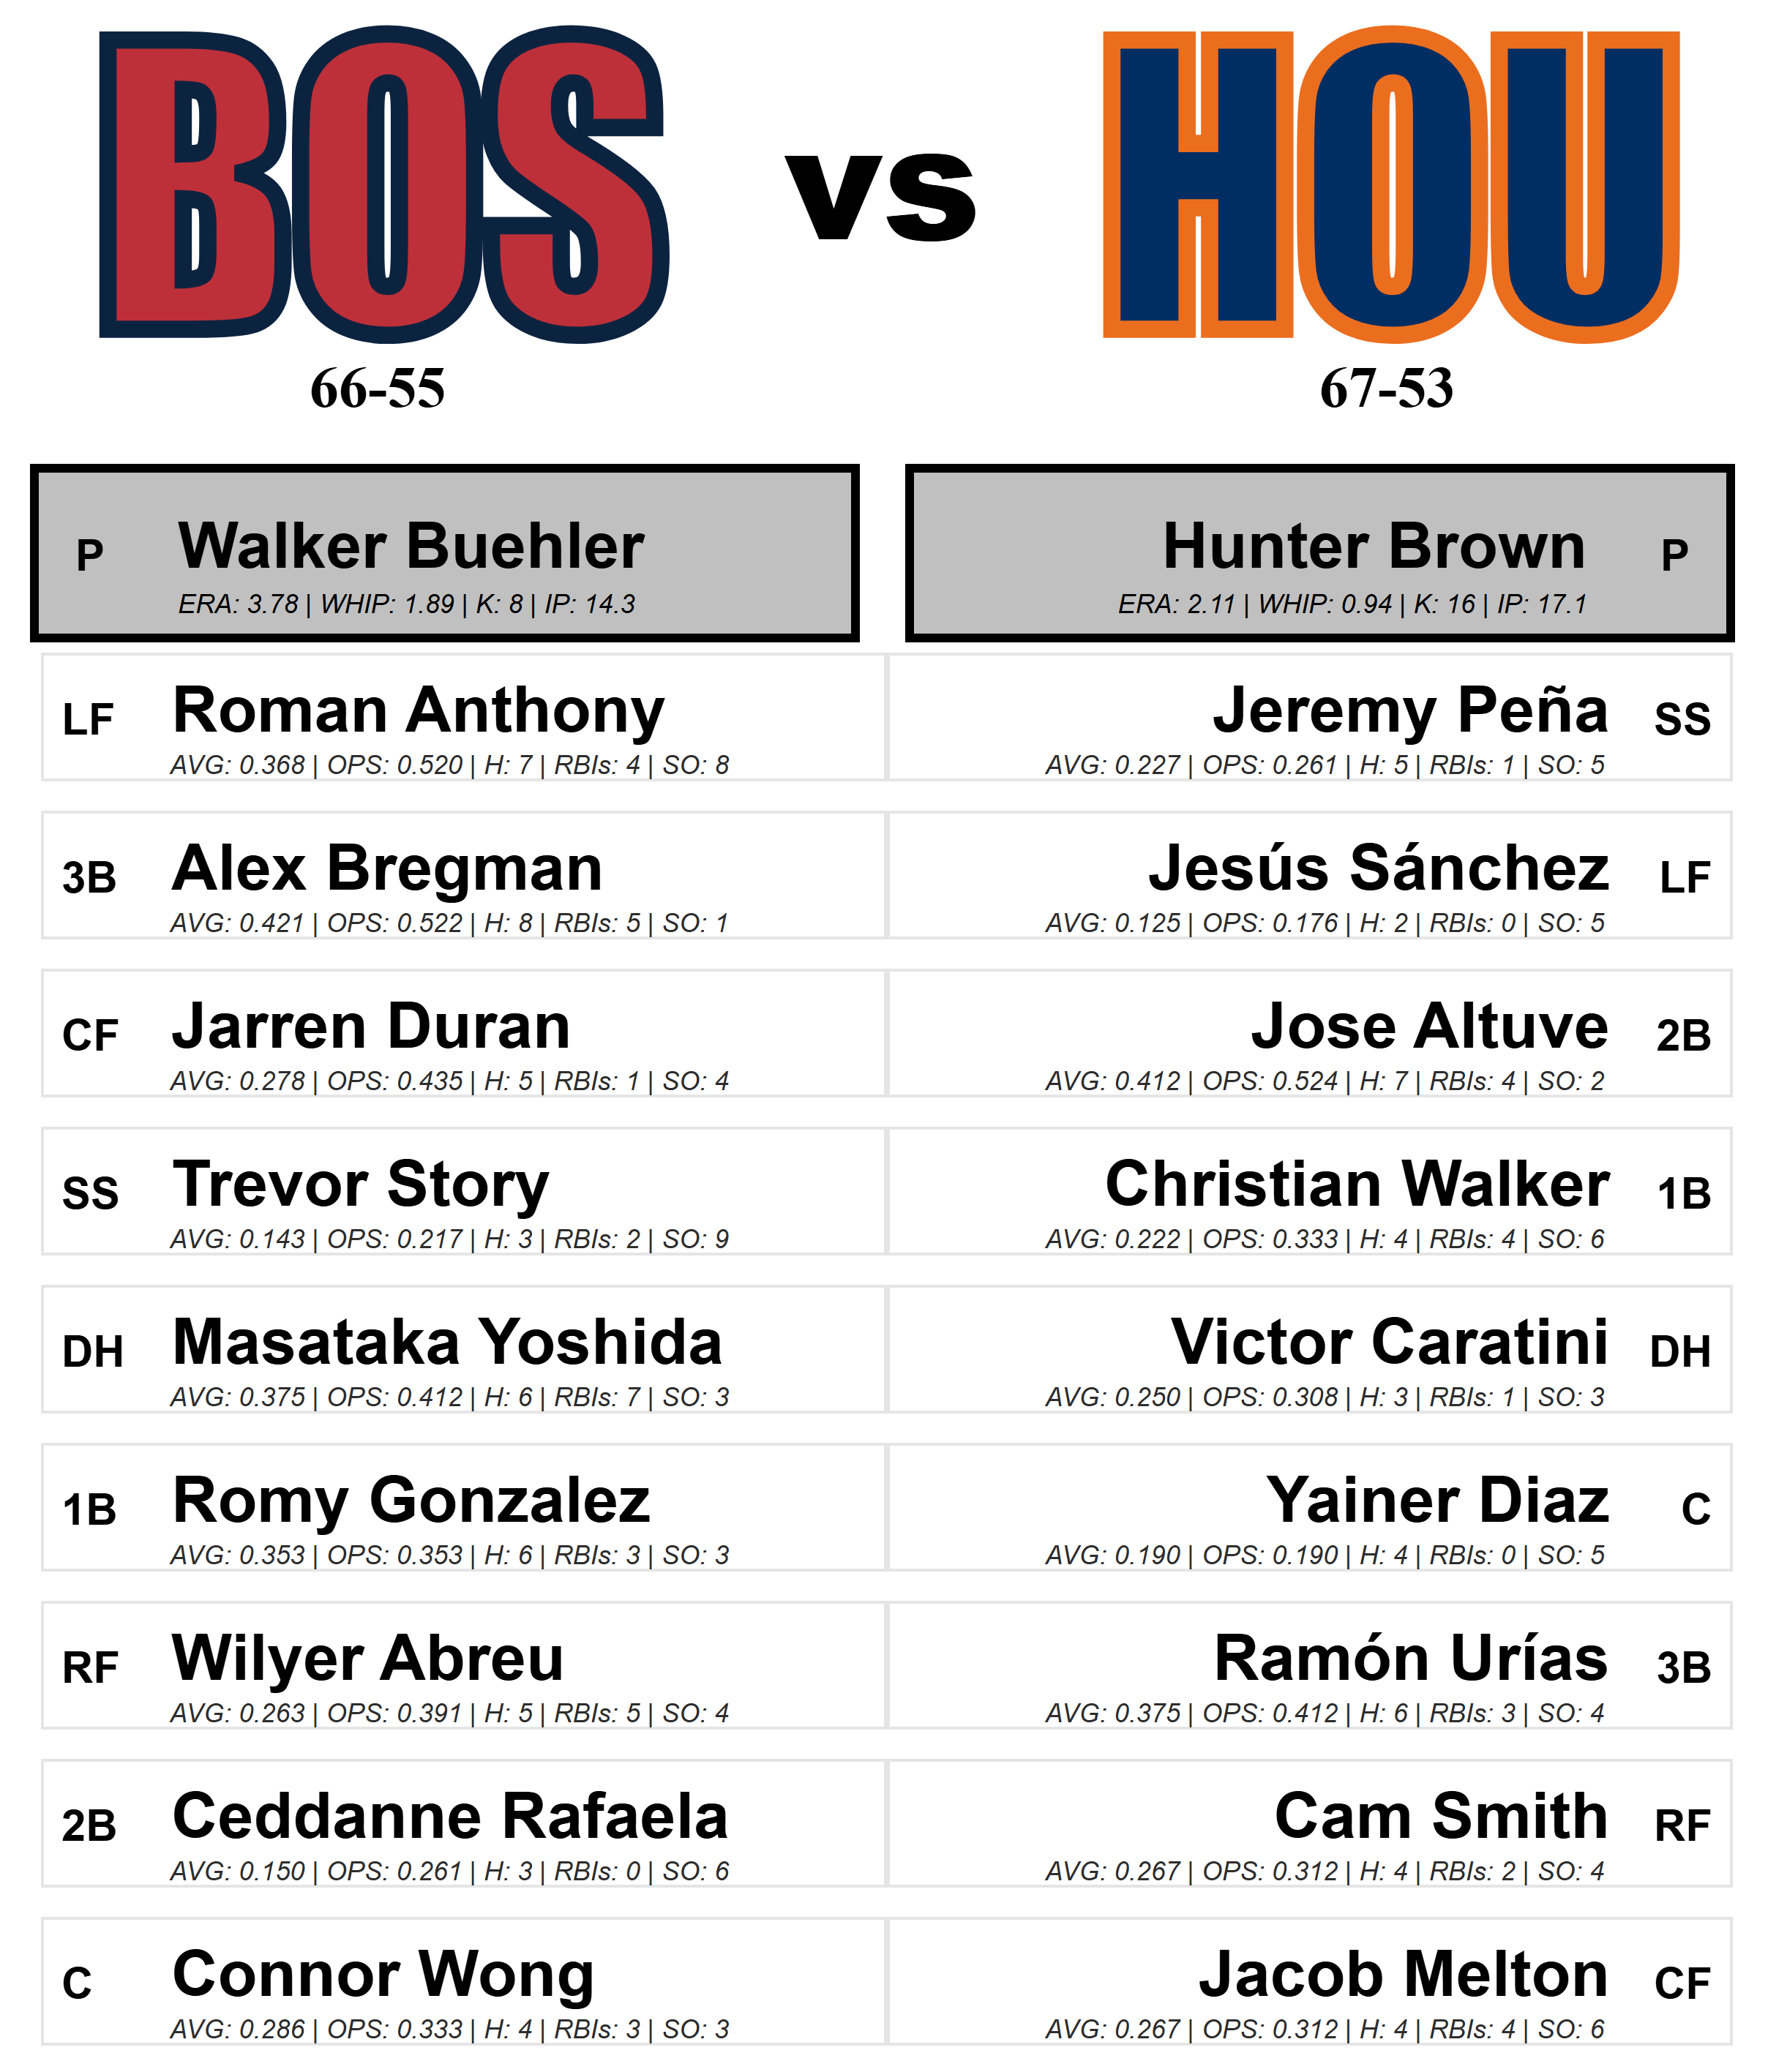 BOS vs HOU
66-55 67-53
P Walker Buehler
ERA: 3.78 | WHIP: 1.89 | K: 8 | IP: 14.3
Hunter Brown P
ERA: 2.11 | WHIP: 0.94 | K: 16 | IP: 17.1
LF Roman Anthony
AVG: 0.368 | OPS: 0.520 | H: 7 | RBIs: 4 | SO: 8
Jeremy Peña SS
AVG: 0.227 | OPS: 0.261 | H: 5 | RBIs: 1 | SO: 5
3B Alex Bregman
AVG: 0.421 | OPS: 0.522 | H: 8 | RBIs: 5 | SO: 1
Jesús Sánchez LF
AVG: 0.125 | OPS: 0.176 | H: 2 | RBIs: 0 | SO: 5
CF Jarren Duran
AVG: 0.278 | OPS: 0.435 | H: 5 | RBIs: 1 | SO: 4
Jose Altuve 2B
AVG: 0.412 | OPS: 0.524 | H: 7 | RBIs: 4 | SO: 2
SS Trevor Story
AVG: 0.143 | OPS: 0.217 | H: 3 | RBIs: 2 | SO: 9
Christian Walker 1B
AVG: 0.222 | OPS: 0.333 | H: 4 | RBIs: 4 | SO: 6
DH Masataka Yoshida
AVG: 0.375 | OPS: 0.412 | H: 6 | RBIs: 7 | SO: 3
Victor Caratini DH
AVG: 0.250 | OPS: 0.308 | H: 3 | RBIs: 1 | SO: 3
1B Romy Gonzalez
AVG: 0.353 | OPS: 0.353 | H: 6 | RBIs: 3 | SO: 3
Yainer Diaz C
AVG: 0.190 | OPS: 0.190 | H: 4 | RBIs: 0 | SO: 5
RF Wilyer Abreu
AVG: 0.263 | OPS: 0.391 | H: 5 | RBIs: 5 | SO: 4
Ramón Urías 3B
AVG: 0.375 | OPS: 0.412 | H: 6 | RBIs: 3 | SO: 4
2B Ceddanne Rafaela
AVG: 0.150 | OPS: 0.261 | H: 3 | RBIs: 0 | SO: 6
Cam Smith RF
AVG: 0.267 | OPS: 0.312 | H: 4 | RBIs: 2 | SO: 4
C Connor Wong
AVG: 0.286 | OPS: 0.333 | H: 4 | RBIs: 3 | SO: 3
Jacob Melton CF
AVG: 0.267 | OPS: 0.312 | H: 4 | RBIs: 4 | SO: 6